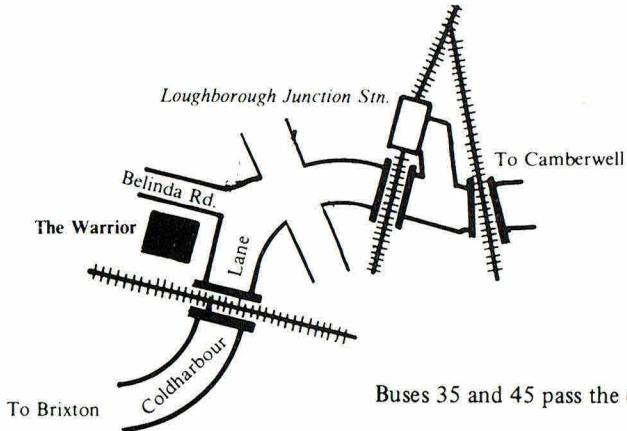 Loughborough Junction Stn.
To Camberwell
Belinda Rd.
The Warrior
Lane
Coldharbour
To Brixton
Buses 35 and 45 pass the